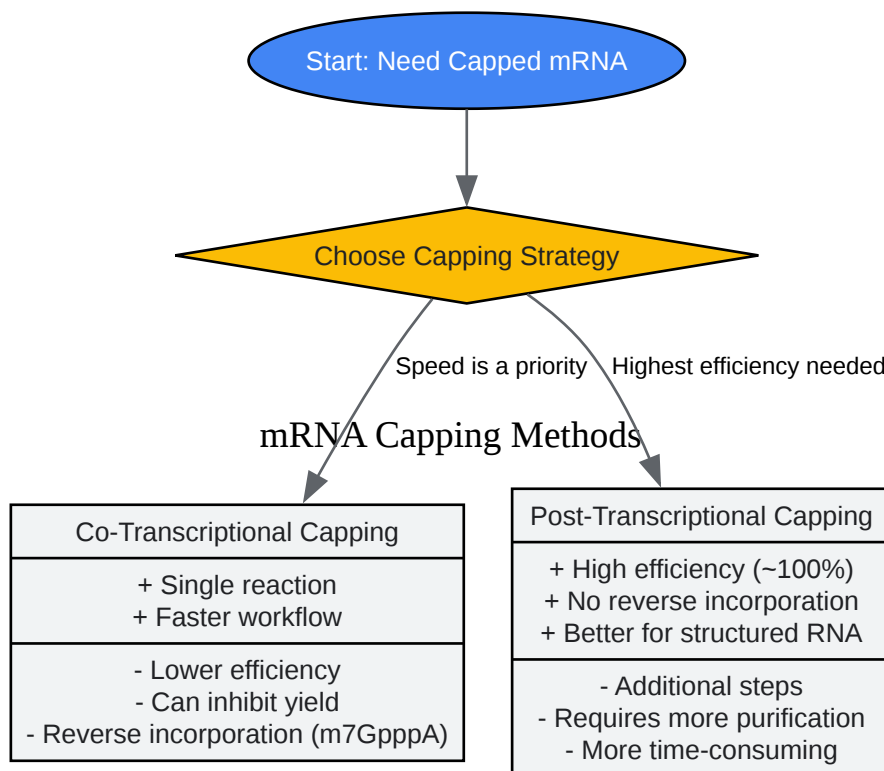 Start: Need Capped mRNA
Choose Capping Strategy
Speed is a priority
Highest efficiency needed
mRNA Capping Methods
Co-Transcriptional Capping
+ Single reaction
+ Faster workflow
- Lower efficiency
- Can inhibit yield
- Reverse incorporation (m7GpppA)
Post-Transcriptional Capping
+ High efficiency (~100%)
+ No reverse incorporation
+ Better for structured RNA
- Additional steps
- Requires more purification
- More time-consuming